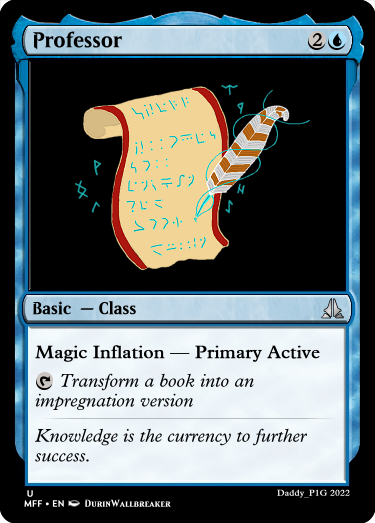 Professor 2
Basic — Class
Magic Inflation — Primary Active
Transform a book into an
impregnation version
Knowledge is the currency to further
success.
U
MFF • EN DurinWallbreaker
Daddy_P1G 2022